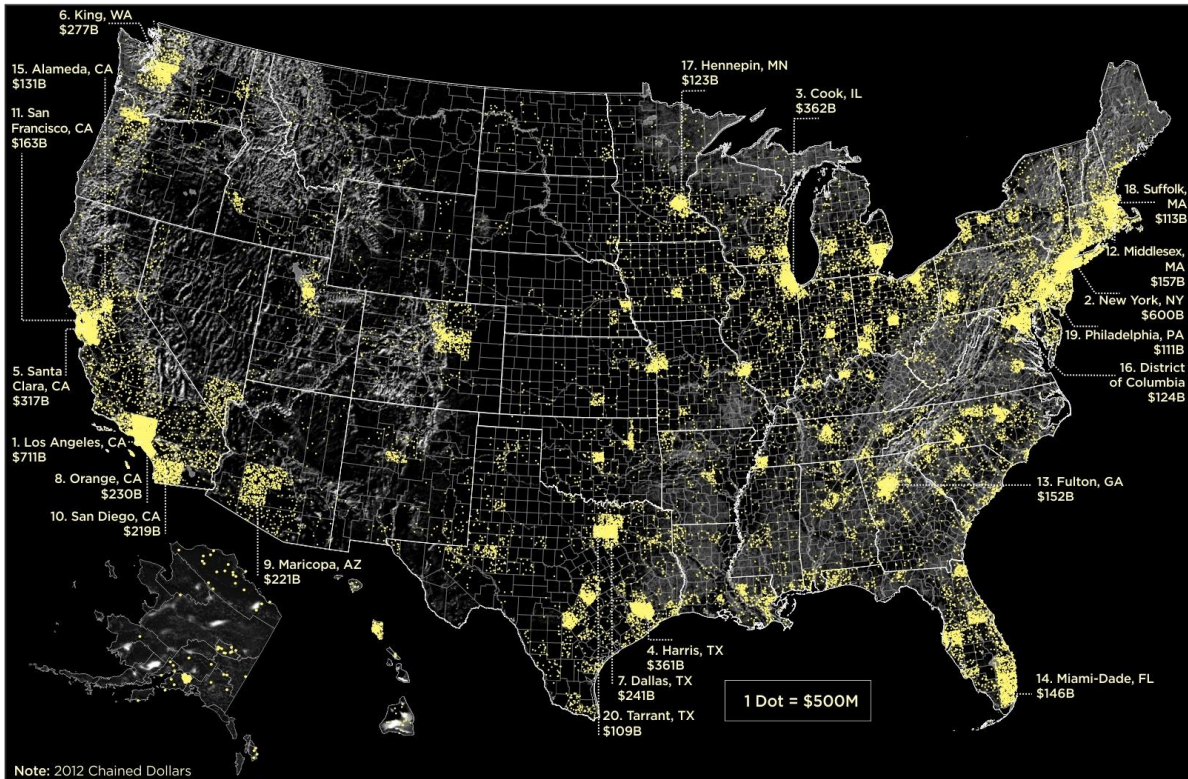 6. King, WA
$277B
15. Alameda, CA
$131B
11. San
Francisco, CA
$163B
17. Hennepin, MN
$123B
3. Cook, IL
$362B
18. Suffolk,
MA
$113B
12. Middlesex,
MA
$157B
2. New York, NY
$600B
19. Philadelphia, PA
$111B
16. District
of Columbia
$124B
5. Santa
Clara, CA
$317B
1. Los Angeles, CA
$711B
8. Orange, CA
$230B
10. San Diego, CA
$219B
9. Maricopa, AZ
$221B
13. Fulton, GA
$152B
4. Harris, TX
$361B
7. Dallas, TX
$241B
20. Tarrant, TX
$109B
14. Miami-Dade, FL
$146B
1 Dot = $500M
Note: 2012 Chained Dollars